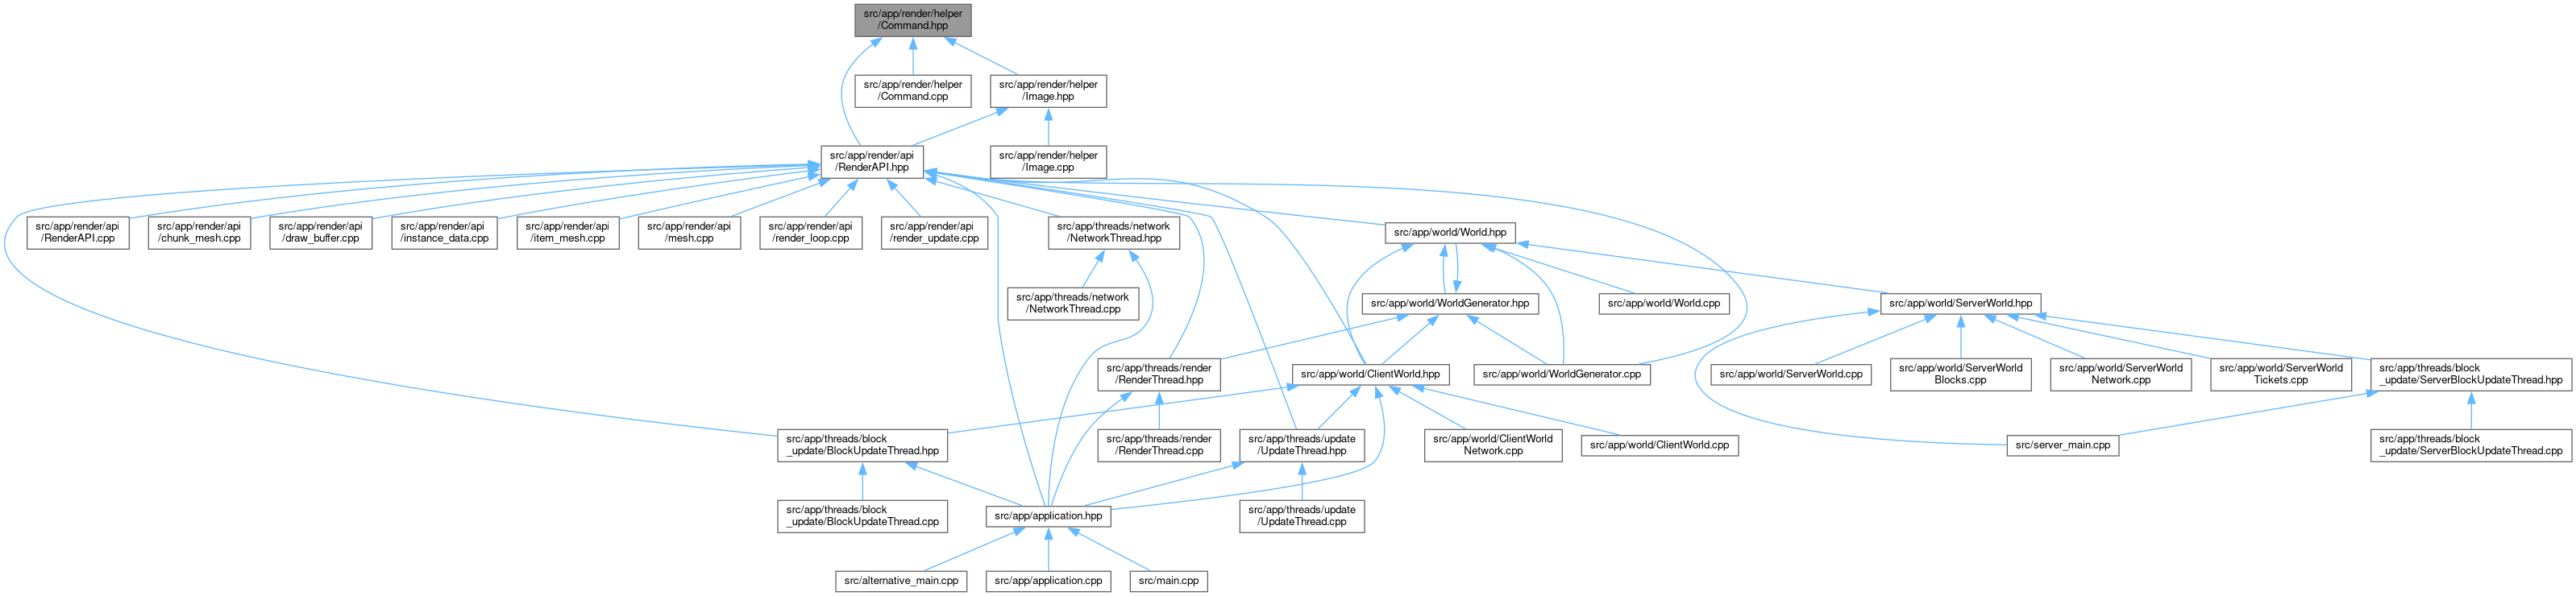 src/app/render/helper
/Command.hpp
src/app/render/helper
/Command.cpp
src/app/render/helper
/Image.hpp
src/app/render/api
/RenderAPI.hpp
src/app/render/helper
/Image.cpp
src/app/render/api
/RenderAPI.cpp
src/app/render/api
/chunk_mesh.cpp
src/app/render/api
/draw_buffer.cpp
src/app/render/api
/instance_data.cpp
src/app/render/api
/item_mesh.cpp
src/app/render/api
/mesh.cpp
src/app/render/api
/render_loop.cpp
src/app/render/api
/render_update.cpp
src/app/threads/network
/NetworkThread.hpp
src/app/world/World.hpp
src/app/threads/network
/NetworkThread.cpp
src/app/world/WorldGenerator.hpp
src/app/world/World.cpp
src/app/world/ServerWorld.hpp
src/app/threads/render
/RenderThread.hpp
src/app/world/ClientWorld.hpp
src/app/world/WorldGenerator.cpp
src/app/world/ServerWorld.cpp
src/app/world/ServerWorld
Blocks.cpp
src/app/world/ServerWorld
Network.cpp
src/app/world/ServerWorld
Tickets.cpp
src/app/threads/block
_update/ServerBlockUpdateThread.hpp
src/app/threads/block
_update/BlockUpdateThread.hpp
src/app/threads/render
/RenderThread.cpp
src/app/threads/update
/UpdateThread.hpp
src/app/world/ClientWorld
Network.cpp
src/app/world/ClientWorld.cpp
src/server_main.cpp
src/app/threads/block
_update/ServerBlockUpdateThread.cpp
src/app/threads/block
_update/BlockUpdateThread.cpp
src/app/application.hpp
src/app/threads/update
/UpdateThread.cpp
src/alternative_main.cpp
src/app/application.cpp
src/main.cpp